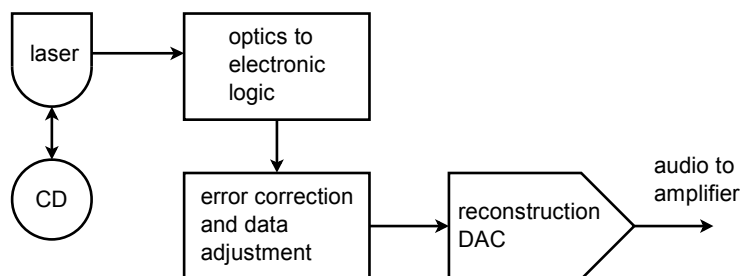 laser
optics to
electronic
logic
CD
error correction
and data
adjustment
reconstruction
DAC
audio to
amplifier